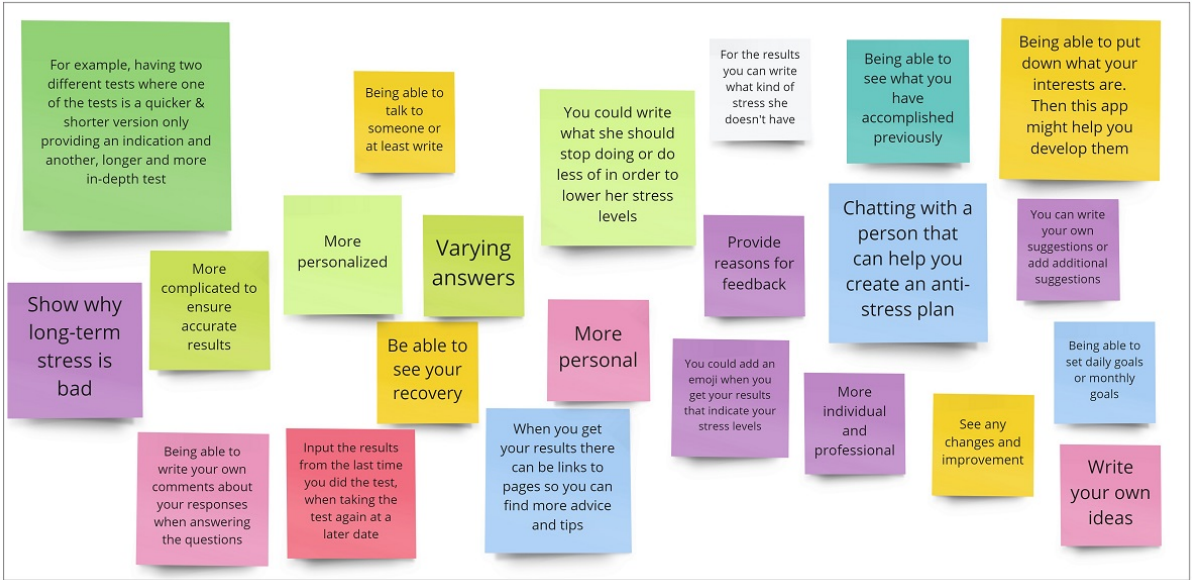 For example, having two
different tests where one
of the tests is a quicker &
shorter version only
providing an indication and
another, longer and more
in-depth test
Being able to
talk to
someone or
at least write
You could write
what she should
stop doing or do
less of in order to
lower her stress
levels
For the results
you can write
what kind of
stress she
doesn't have
Being able to
see what you
have
accomplished
previously
Being able to put
down what your
interests are.
Then this app
might help you
develop them
More
personalized
Varying
answers
Provide
reasons for
feedback
Chatting with a
person that
can help you
create an anti-
stress plan
You can write
your own
suggestions or
add additional
suggestions
Show why
long-term
stress is
bad
More
complicated to
ensure
accurate
results
Be able to
see your
recovery
More
personal
You could add an
emoji when you
get your results
that indicate your
stress levels
More
individual
and
professional
See any
changes and
improvement
Being able to
set daily goals
or monthly
goals
Being able to
write your own
comments about
your responses
when answering
the questions
Input the results
from the last time
you did the test,
when taking the
test again at a
later date
When you get
your results there
can be links to
pages so you can
find more advice
and tips
Write
your own
ideas